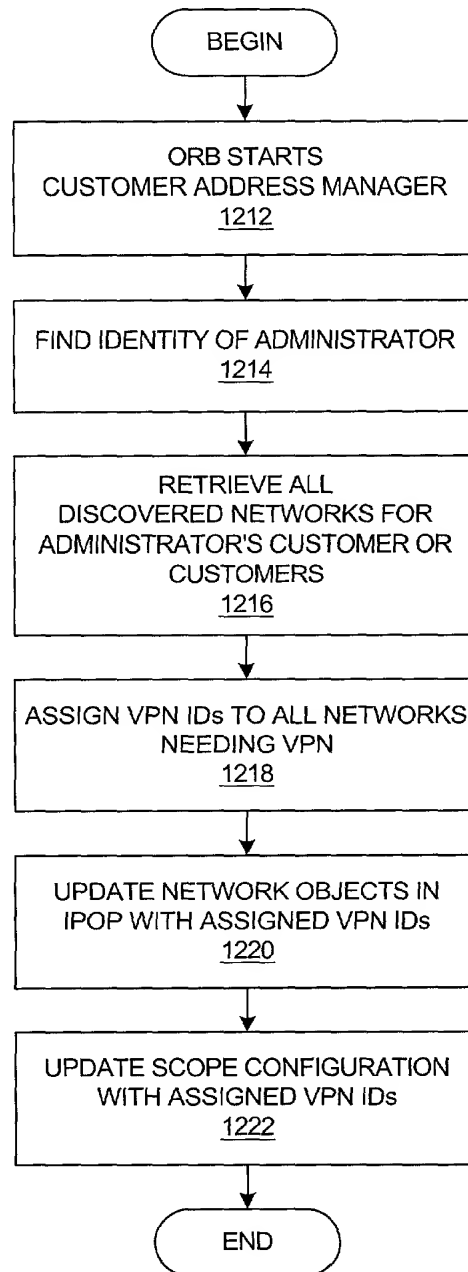 BEGIN
ORB STARTS
CUSTOMER ADDRESS MANAGER
1212
FIND IDENTITY OF ADMINISTRATOR
1214
RETRIEVE ALL
DISCOVERED NETWORKS FOR
ADMINISTRATOR'S CUSTOMER OR
CUSTOMERS
1216
ASSIGN VPN IDs TO ALL NETWORKS
NEEDING VPN
1218
UPDATE NETWORK OBJECTS IN
IPOP WITH ASSIGNED VPN IDs
1220
UPDATE SCOPE CONFIGURATION
WITH ASSIGNED VPN IDs
1222
END